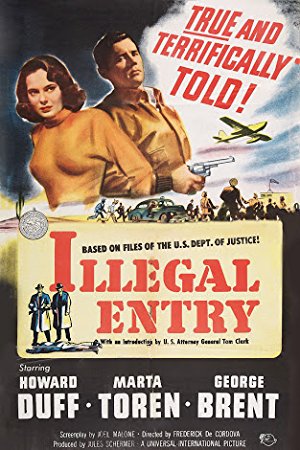 TRUE AND
TERRIFICALLY
TOLD!
BASED ON FILES OF THE U.S. DEPT. OF JUSTICE!
ILLEGAL
ENTRY
With an introduction by U.S. Attorney General Tom Clark
Starring
HOWARD MARTA GEORGE
DUFF · TOREN · BRENT
Screenplay by JOEL MALONE · Directed by FREDERICK De CORDOVA
Produced by JULES SCHERMER · A UNIVERSAL INTERNATIONAL PICTURE